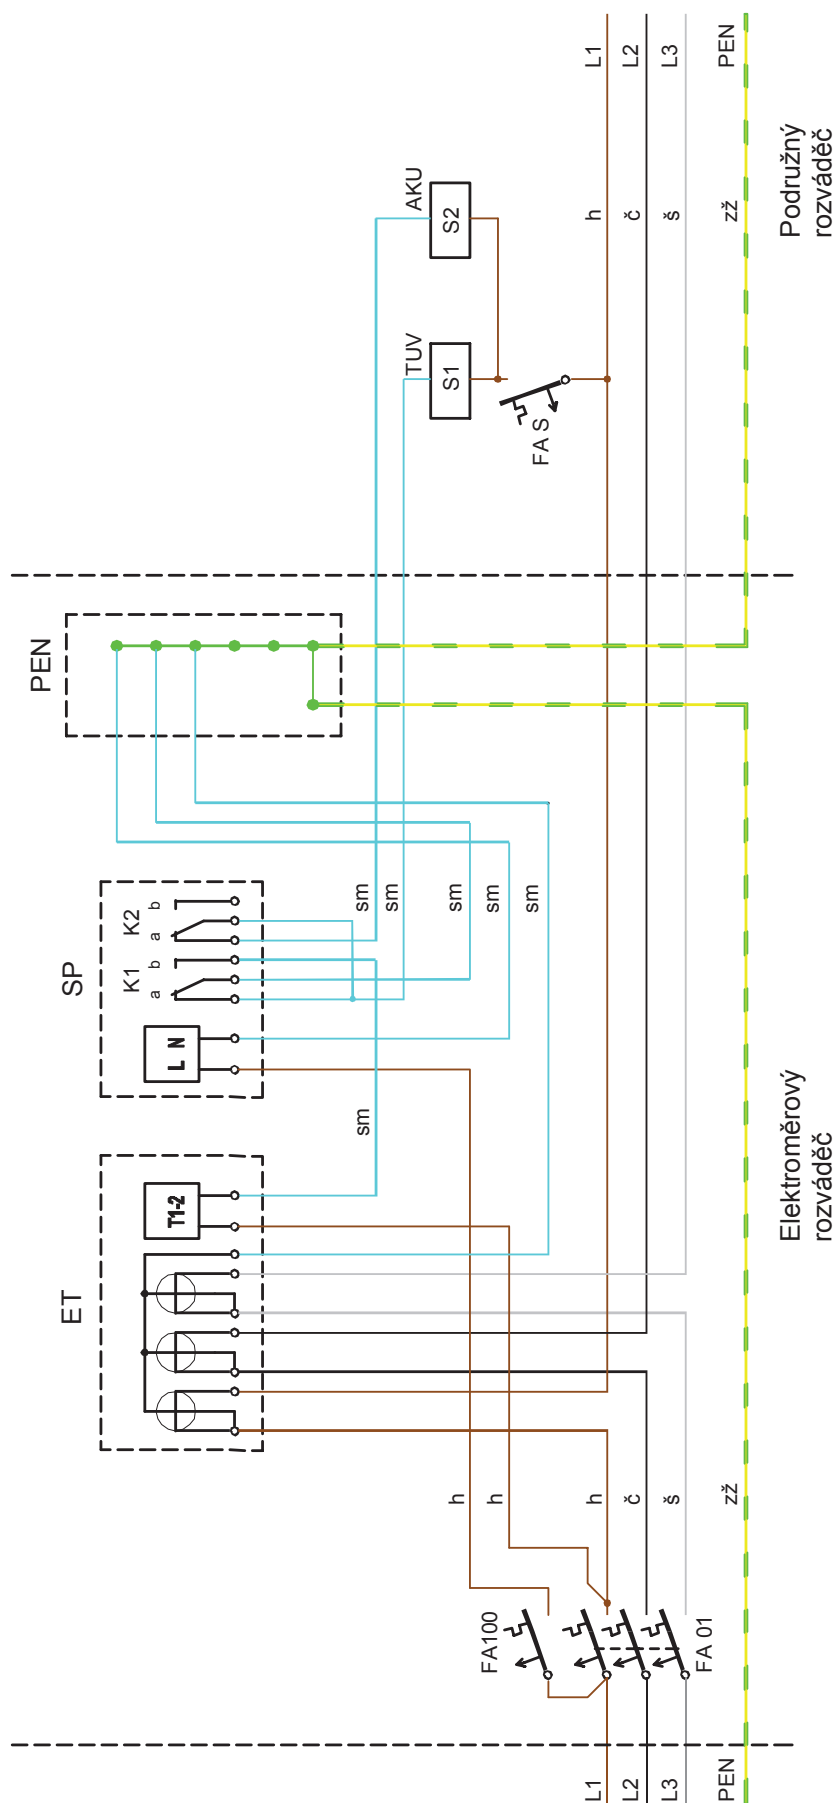 L1
L2
L3
PEN
Podružný
rozváděč
h
č
š
zž
AKU
S2
TUV
S1
FA S
PEN
SP
K1
a
b
K2
a
b
L N
sm
sm
sm
sm
sm
sm
ET
T1-2
Elektroměrový
rozváděč
h
h
h
č
š
zž
FA100
FA 01
L1
L2
L3
PEN